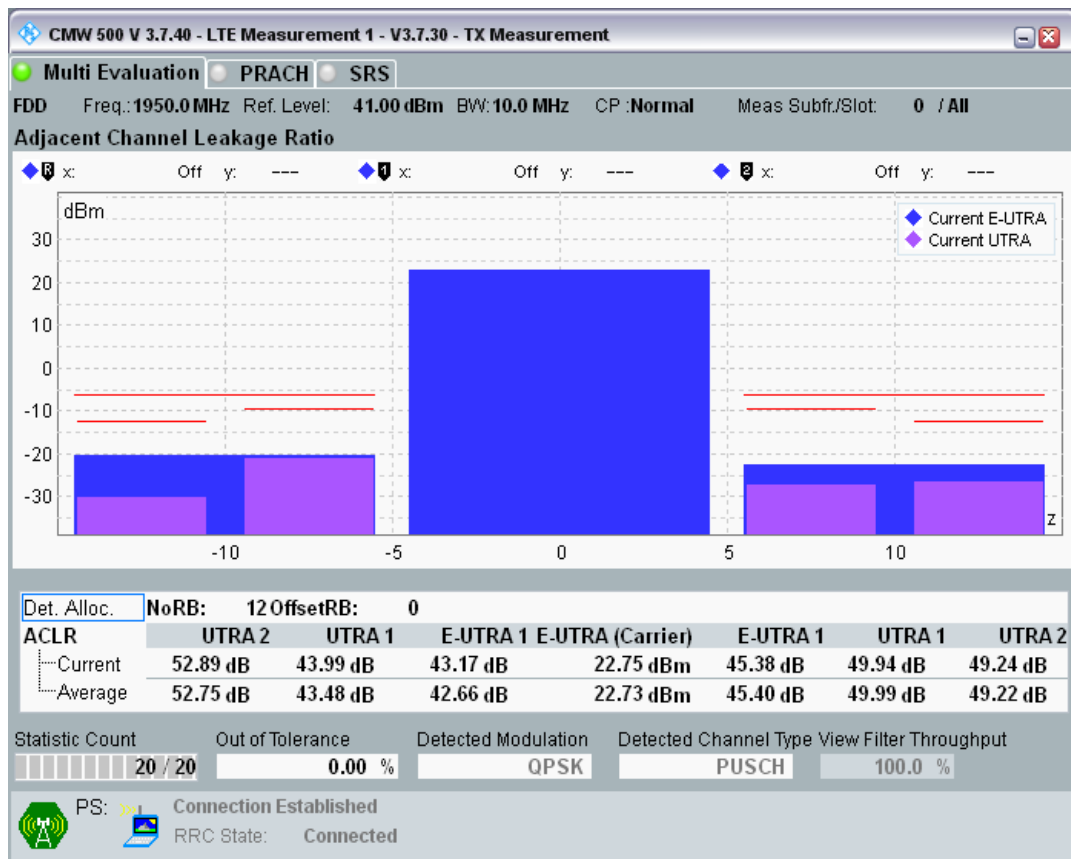 CMW 500 V 3.7.40 - LTE Measurement 1 - V3.7.30 - TX Measurement
Multi Evaluation PRACH SRS
FDD Freq.: 1950.0 MHz Ref. Level: 41.00 dBm BW: 10.0 MHz CP :Normal Meas Subfr./Slot: 0 / All
Adjacent Channel Leakage Ratio
R x: Off y: --- 1 x: Off y: --- 2 x: Off y: ---
dBm
Current E-UTRA
Current UTRA
30
20
10
0
-10
-20
-30
z
-10 -5 0 5 10
Det. Alloc. NoRB: 12 OffsetRB: 0
ACLR UTRA 2 UTRA 1 E-UTRA 1 E-UTRA (Carrier) E-UTRA 1 UTRA 1 UTRA 2
Current 52.89 dB 43.99 dB 43.17 dB 22.75 dBm 45.38 dB 49.94 dB 49.24 dB
Average 52.75 dB 43.48 dB 42.66 dB 22.73 dBm 45.40 dB 49.99 dB 49.22 dB
Statistic Count Out of Tolerance Detected Modulation Detected Channel Type View Filter Throughput
20 / 20 0.00 % QPSK PUSCH 100.0 %
PS: Connection Established
RRC State: Connected